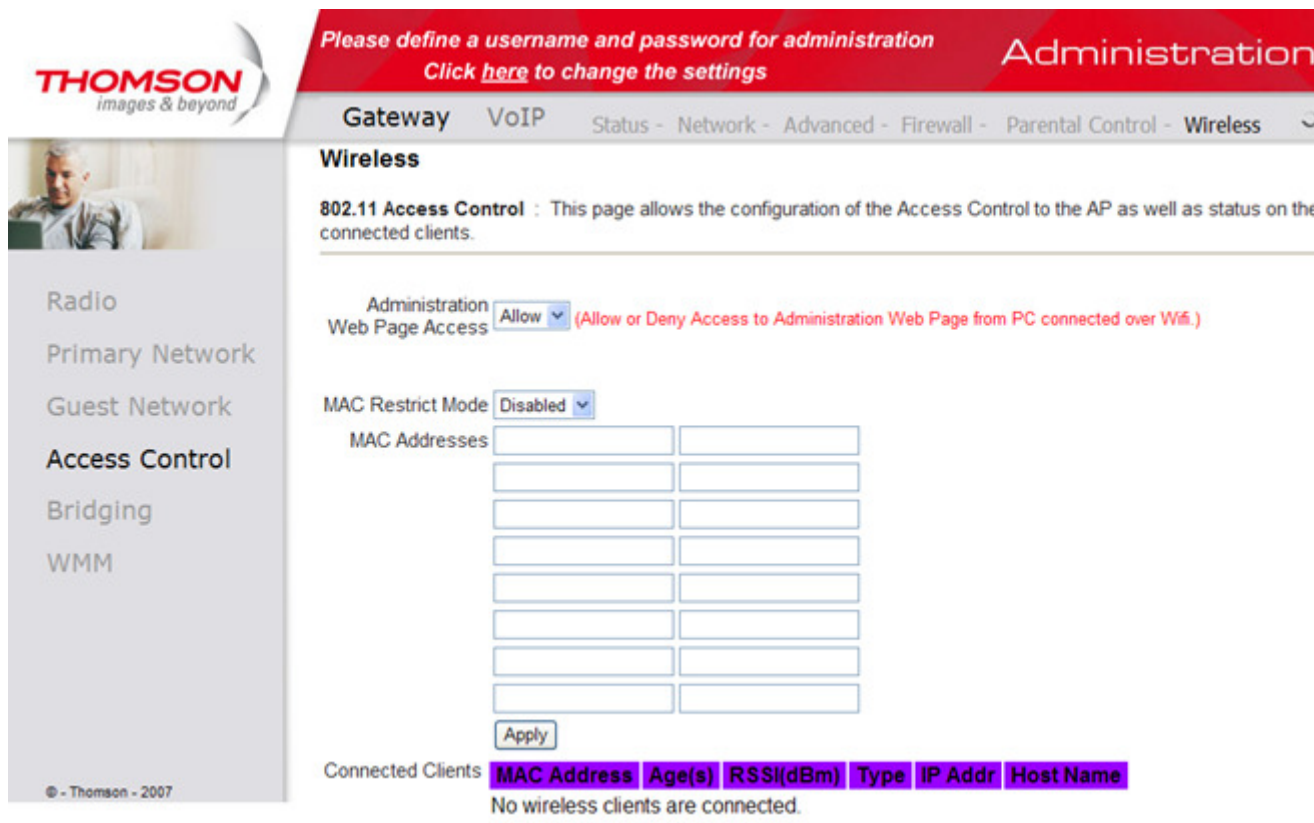 THOMSON
images & beyond
Please define a username and password for administration
Click here to change the settings
Administration
Gateway VoIP Status - Network - Advanced - Firewall - Parental Control - Wireless
Wireless
802.11 Access Control : This page allows the configuration of the Access Control to the AP as well as status on the
connected clients.
Radio
Primary Network
Guest Network
Access Control
Bridging
WMM
© - Thomson - 2007
Administration
Web Page Access Allow (Allow or Deny Access to Administration Web Page from PC connected over Wifi.)
MAC Restrict Mode Disabled
MAC Addresses
Apply
Connected Clients MAC Address Age(s) RSSI(dBm) Type IP Addr Host Name
No wireless clients are connected.